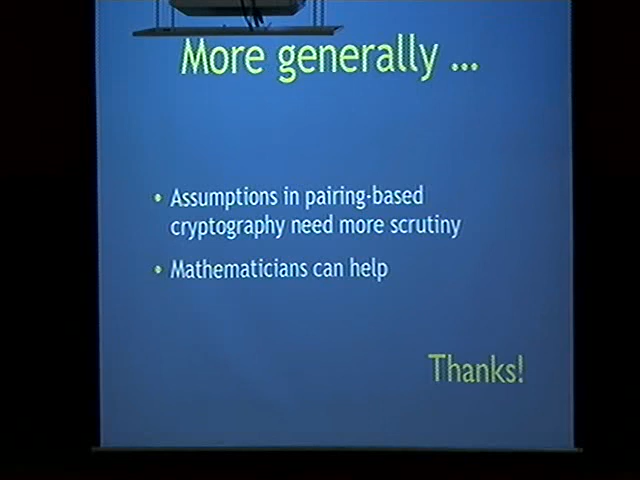 More generally ...
• Assumptions in pairing-based
cryptography need more scrutiny
• Mathematicians can help
Thanks!